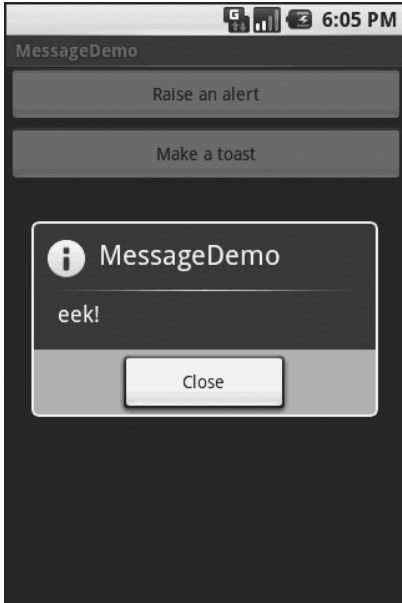 6:05 PM
MessageDemo
Raise an alert
Make a toast
MessageDemo
eek!
Close